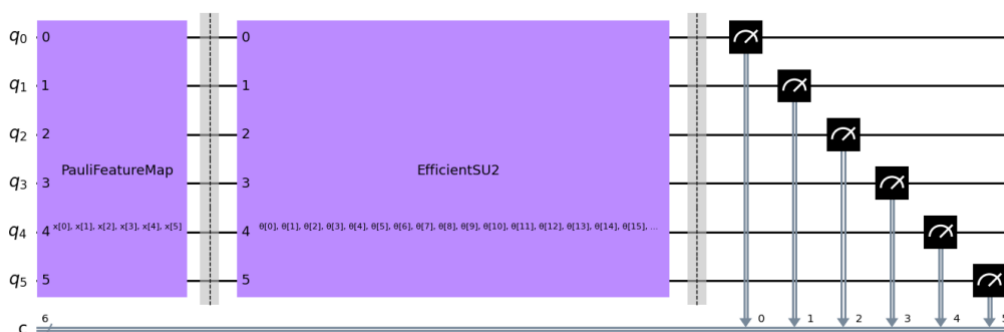 q0 0 0
q1 1 1
q2 2 2
PauliFeatureMap EfficientSU2
q3 3 3
q4 4 x[0], x[1], x[2], x[3], x[4], x[5] 4 θ[0], θ[1], θ[2], θ[3], θ[4], θ[5], θ[6], θ[7], θ[8], θ[9], θ[10], θ[11], θ[12], θ[13], θ[14], θ[15], ...
q5 5 5
c 6 0 1 2 3 4 5